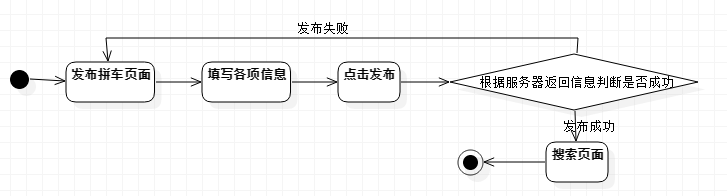 发布失败
发布拼车页面
填写各项信息
点击发布
根据服务器返回信息判断是否成功
发布成功
搜索页面